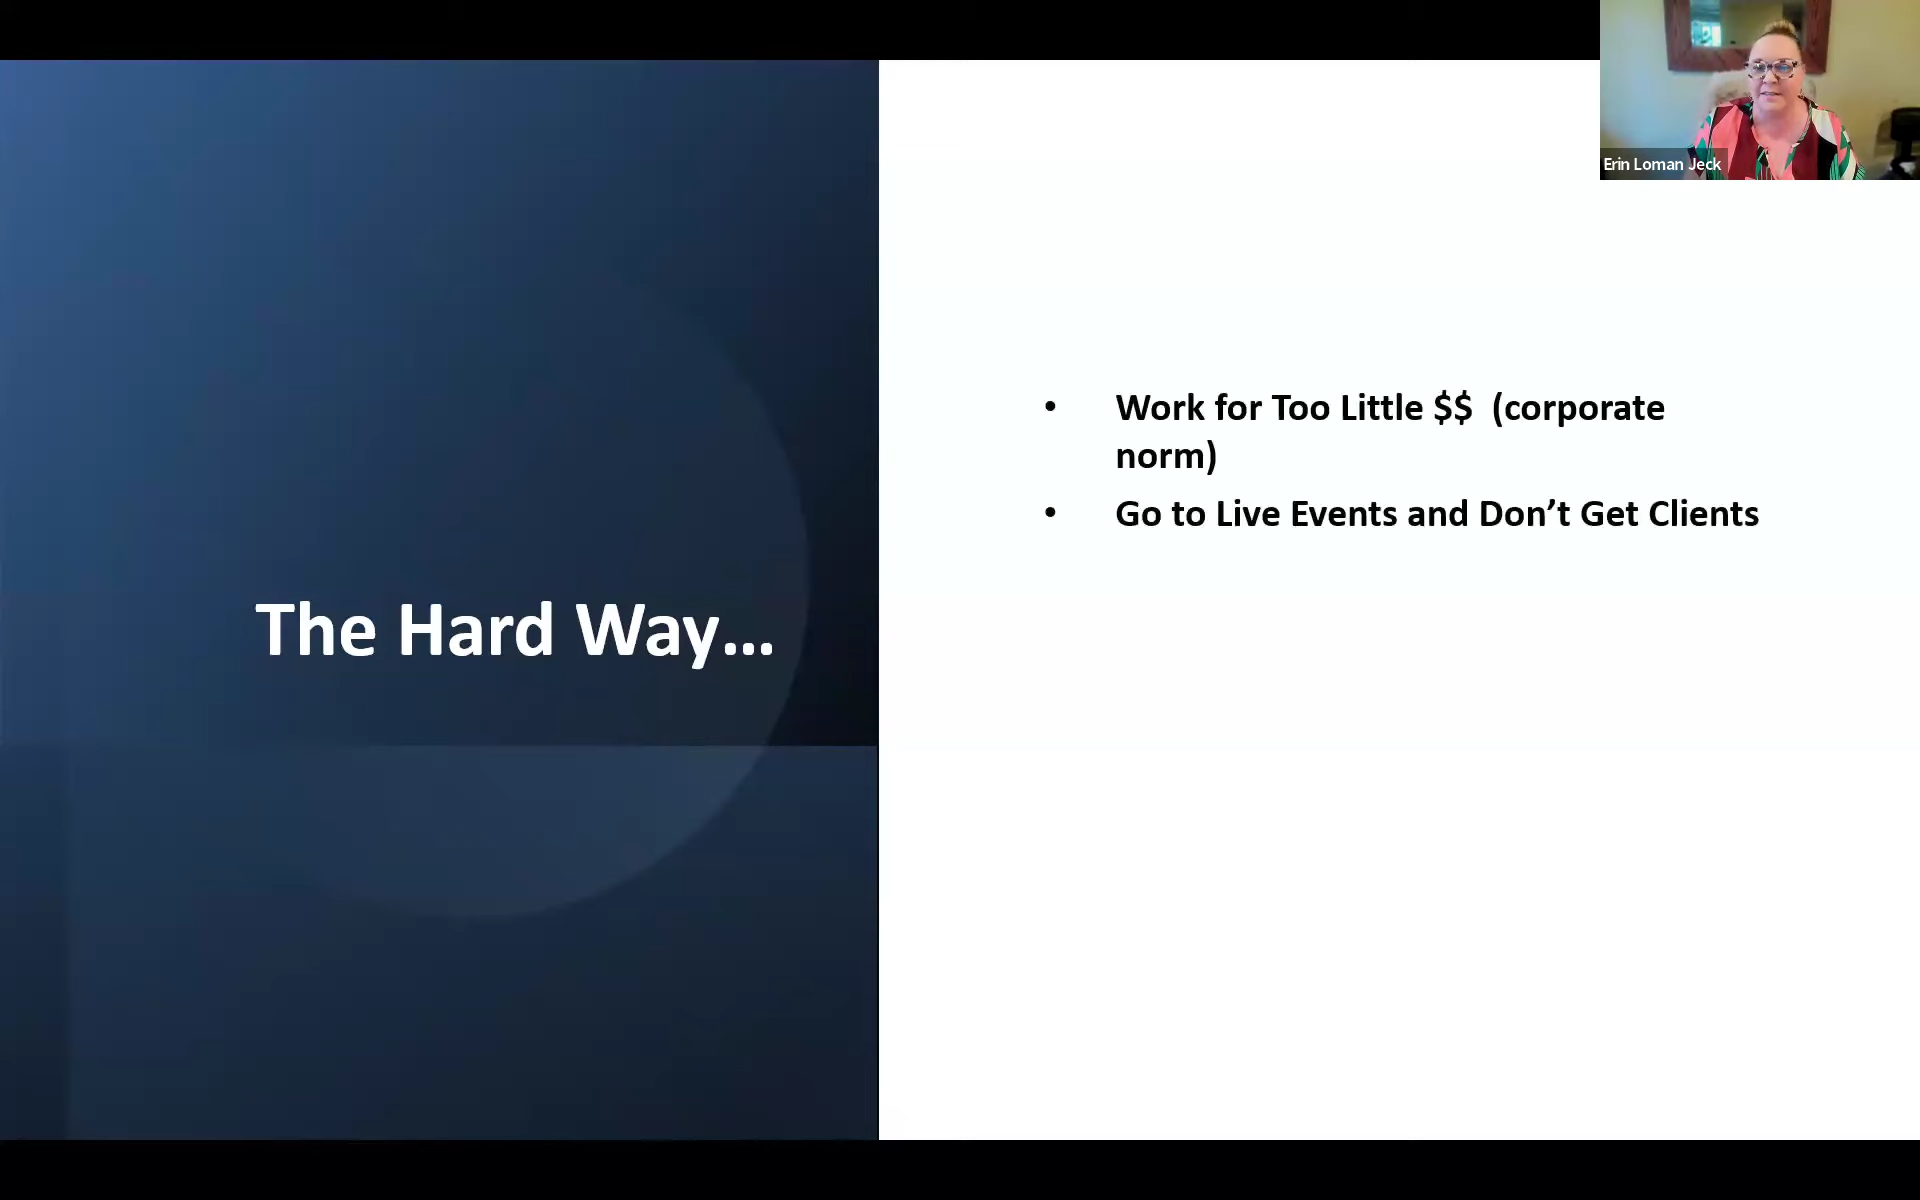 Erin Loman Jeck
The Hard Way...
• Work for Too Little $$  (corporate
norm)
• Go to Live Events and Don’t Get Clients